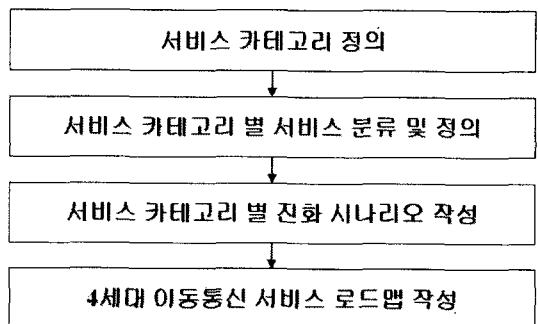 서비스 카테고리 정의
서비스 카테고리 별 서비스 분류 및 정의
서비스 카테고리 별 진화 시나리오 작성
4세대 이동통신 서비스 로드맵 작성